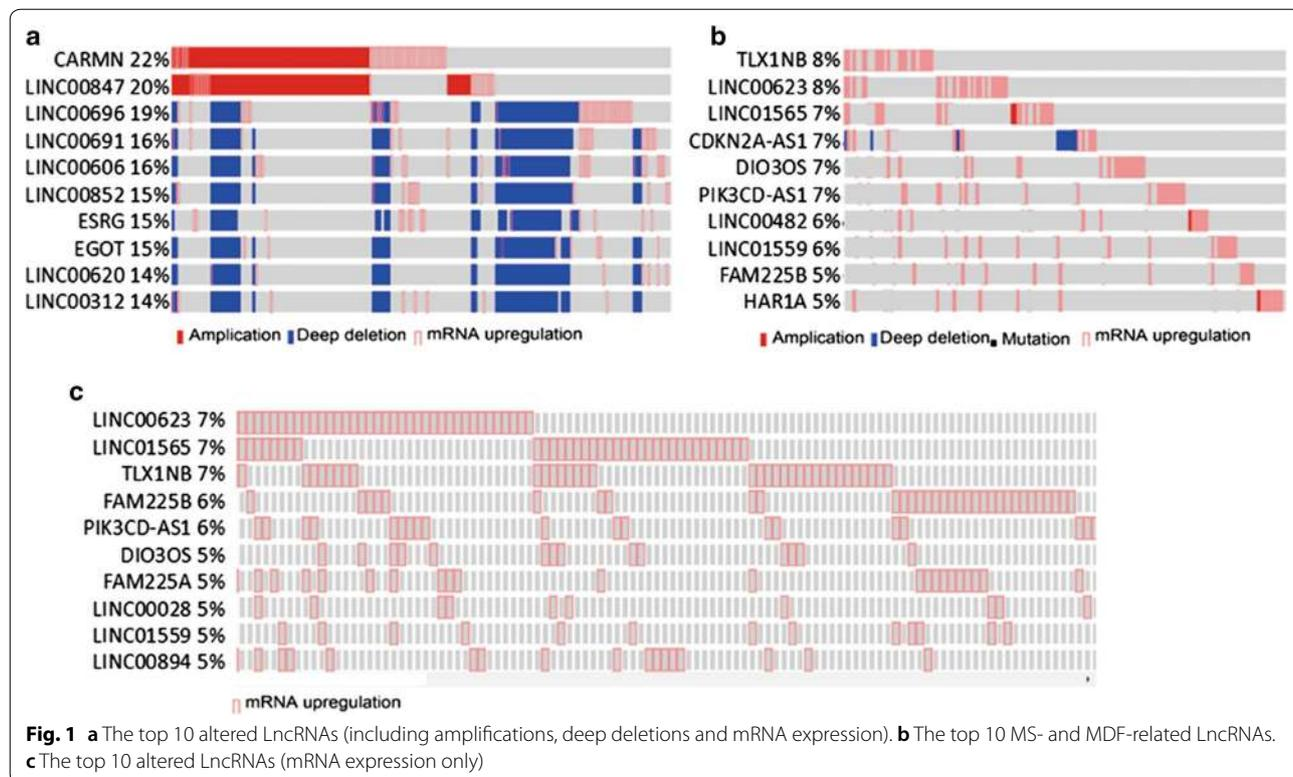 a
CARMN 22%
LINC00847 20%
LINC00696 19%
LINC00691 16%
LINC00606 16%
LINC00852 15%
ESRG 15%
EGOT 15%
LINC00620 14%
LINC00312 14%
Amplication Deep deletion mRNA upregulation
b
TLX1NB 8%
LINC00623 8%
LINC01565 7%
CDKN2A-AS1 7%
DIO3OS 7%
PIK3CD-AS1 7%
LINC00482 6%
LINC01559 6%
FAM225B 5%
HAR1A 5%
Amplication Deep deletion Mutation mRNA upregulation
c
LINC00623 7%
LINC01565 7%
TLX1NB 7%
FAM225B 6%
PIK3CD-AS1 6%
DIO3OS 5%
FAM225A 5%
LINC00028 5%
LINC01559 5%
LINC00894 5%
mRNA upregulation
Fig. 1 a The top 10 altered LncRNAs (including amplifications, deep deletions and mRNA expression). b The top 10 MS- and MDF-related LncRNAs.
c The top 10 altered LncRNAs (mRNA expression only)